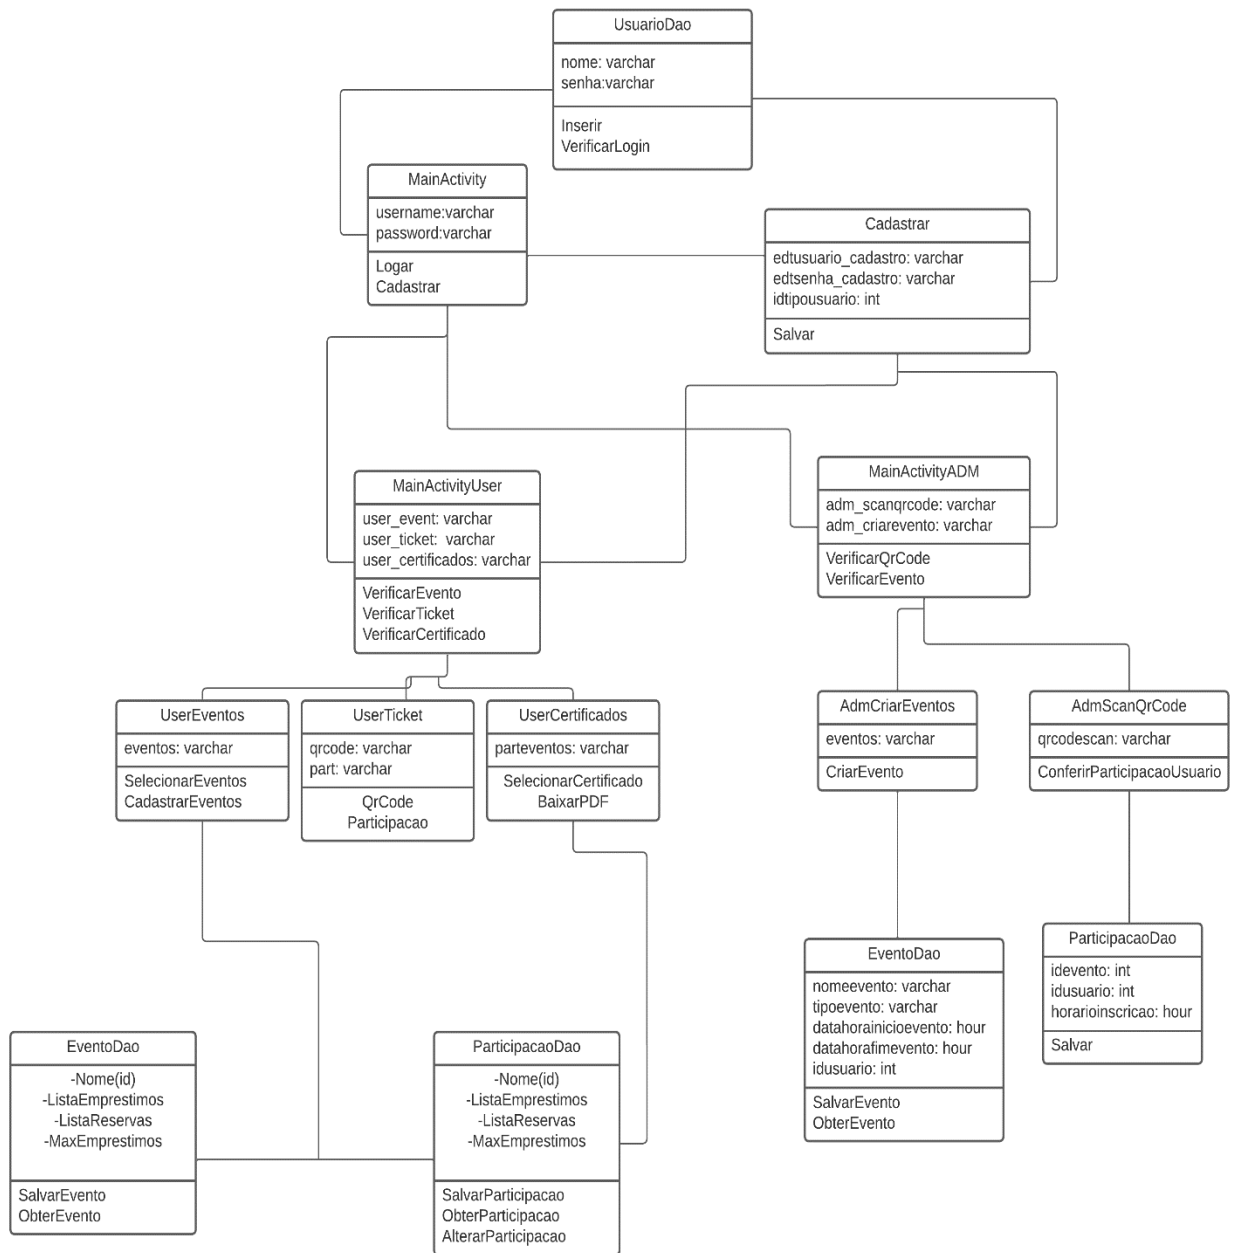 UsuarioDao
nome: varchar
senha:varchar
Inserir
VerificarLogin
MainActivity
username:varchar
password:varchar
Logar
Cadastrar
Cadastrar
edtusuario_cadastro: varchar
edtsenha_cadastro: varchar
idtipousuario: int
Salvar
MainActivityUser
user_event: varchar
user_ticket:  varchar
user_certificados: varchar
VerificarEvento
VerificarTicket
VerificarCertificado
MainActivityADM
adm_scanqrcode: varchar
adm_criarevento: varchar
VerificarQrCode
VerificarEvento
UserEventos
eventos: varchar
SelecionarEventos
CadastrarEventos
UserTicket
qrcode: varchar
part: varchar
QrCode
Participacao
UserCertificados
parteventos: varchar
SelecionarCertificado
BaixarPDF
AdmCriarEventos
eventos: varchar
CriarEvento
AdmScanQrCode
qrcodescan: varchar
ConferirParticipacaoUsuario
EventoDao
-Nome(id)
-ListaEmprestimos
-ListaReservas
-MaxEmprestimos
SalvarEvento
ObterEvento
ParticipacaoDao
-Nome(id)
-ListaEmprestimos
-ListaReservas
-MaxEmprestimos
SalvarParticipacao
ObterParticipacao
AlterarParticipacao
EventoDao
nomeevento: varchar
tipoevento: varchar
datahorainicioevento: hour
datahorafimevento: hour
idusuario: int
SalvarEvento
ObterEvento
ParticipacaoDao
idevento: int
idusuario: int
horarioinscricao: hour
Salvar